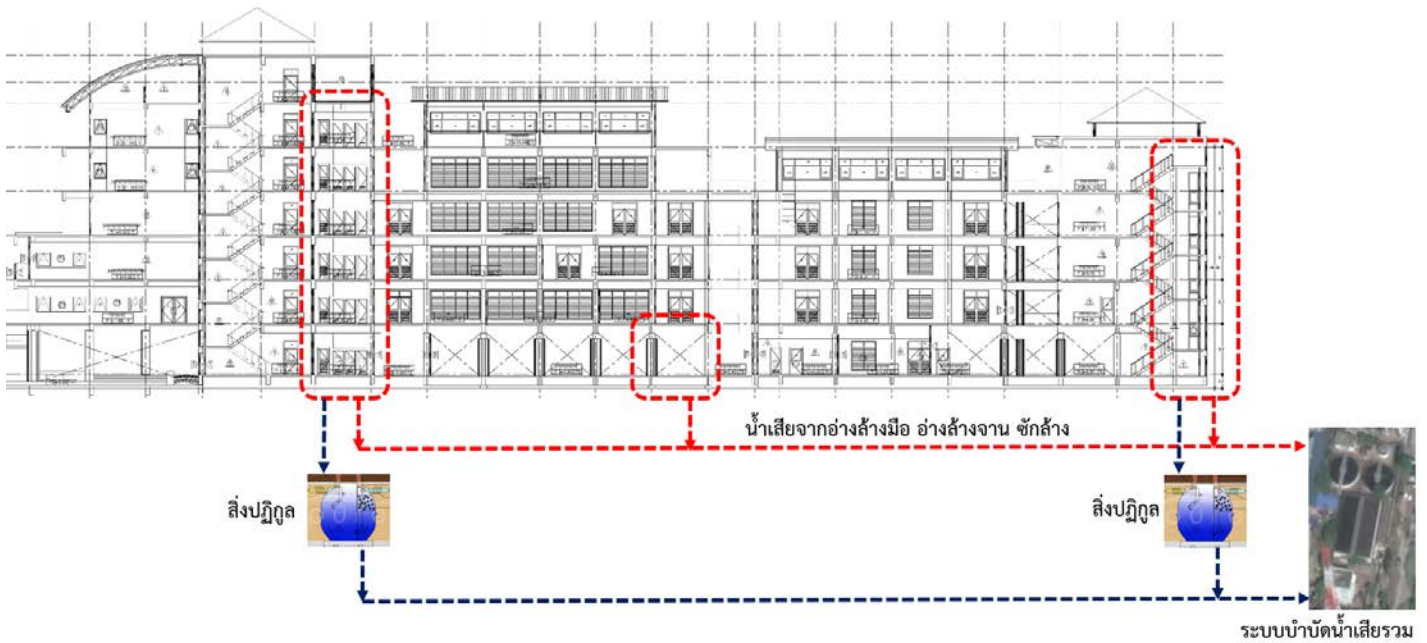 น้ำเสียจากอ่างล้างมือ อ่างล้างจาน ซักล้าง
สิ่งปฏิกูล
สิ่งปฏิกูล
ระบบบำบัดน้ำเสียรวม